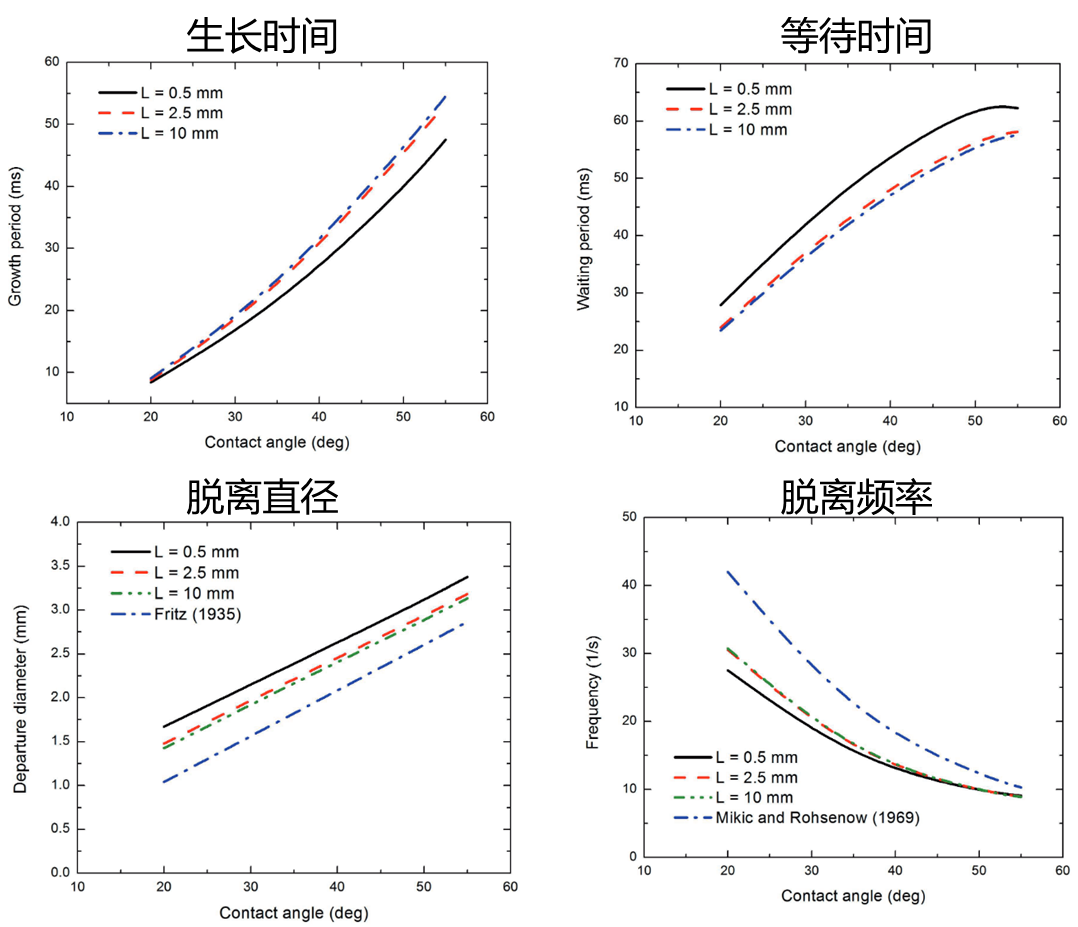 生长时间
60
50
40
30
20
10
L = 0.5 mm
L = 2.5 mm
L = 10 mm
Growth period (ms)
10 20 30 40 50 60
Contact angle (deg)
等待时间
70
60
50
40
30
20
10
L = 0.5 mm
L = 2.5 mm
L = 10 mm
Waiting period (ms)
10 20 30 40 50 60
Contact angle (deg)
脱离直径
4.0
3.5
3.0
2.5
2.0
1.5
1.0
0.5
0.0
L = 0.5 mm
L = 2.5 mm
L = 10 mm
Fritz (1935)
Departure diameter (mm)
10 20 30 40 50 60
Contact angle (deg)
脱离频率
50
40
30
20
10
0
L = 0.5 mm
L = 2.5 mm
L = 10 mm
Mikic and Rohsenow (1969)
Frequency (1/s)
10 20 30 40 50 60
Contact angle (deg)